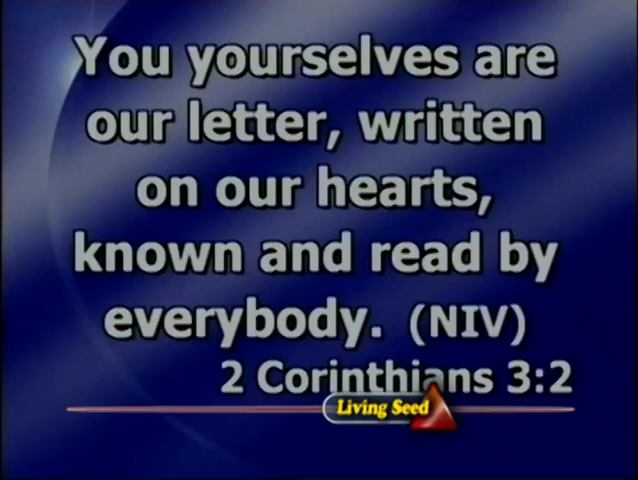 You yourselves are
our letter, written
on our hearts,
known and read by
everybody. (NIV)
2 Corinthians 3:2
Living Seed